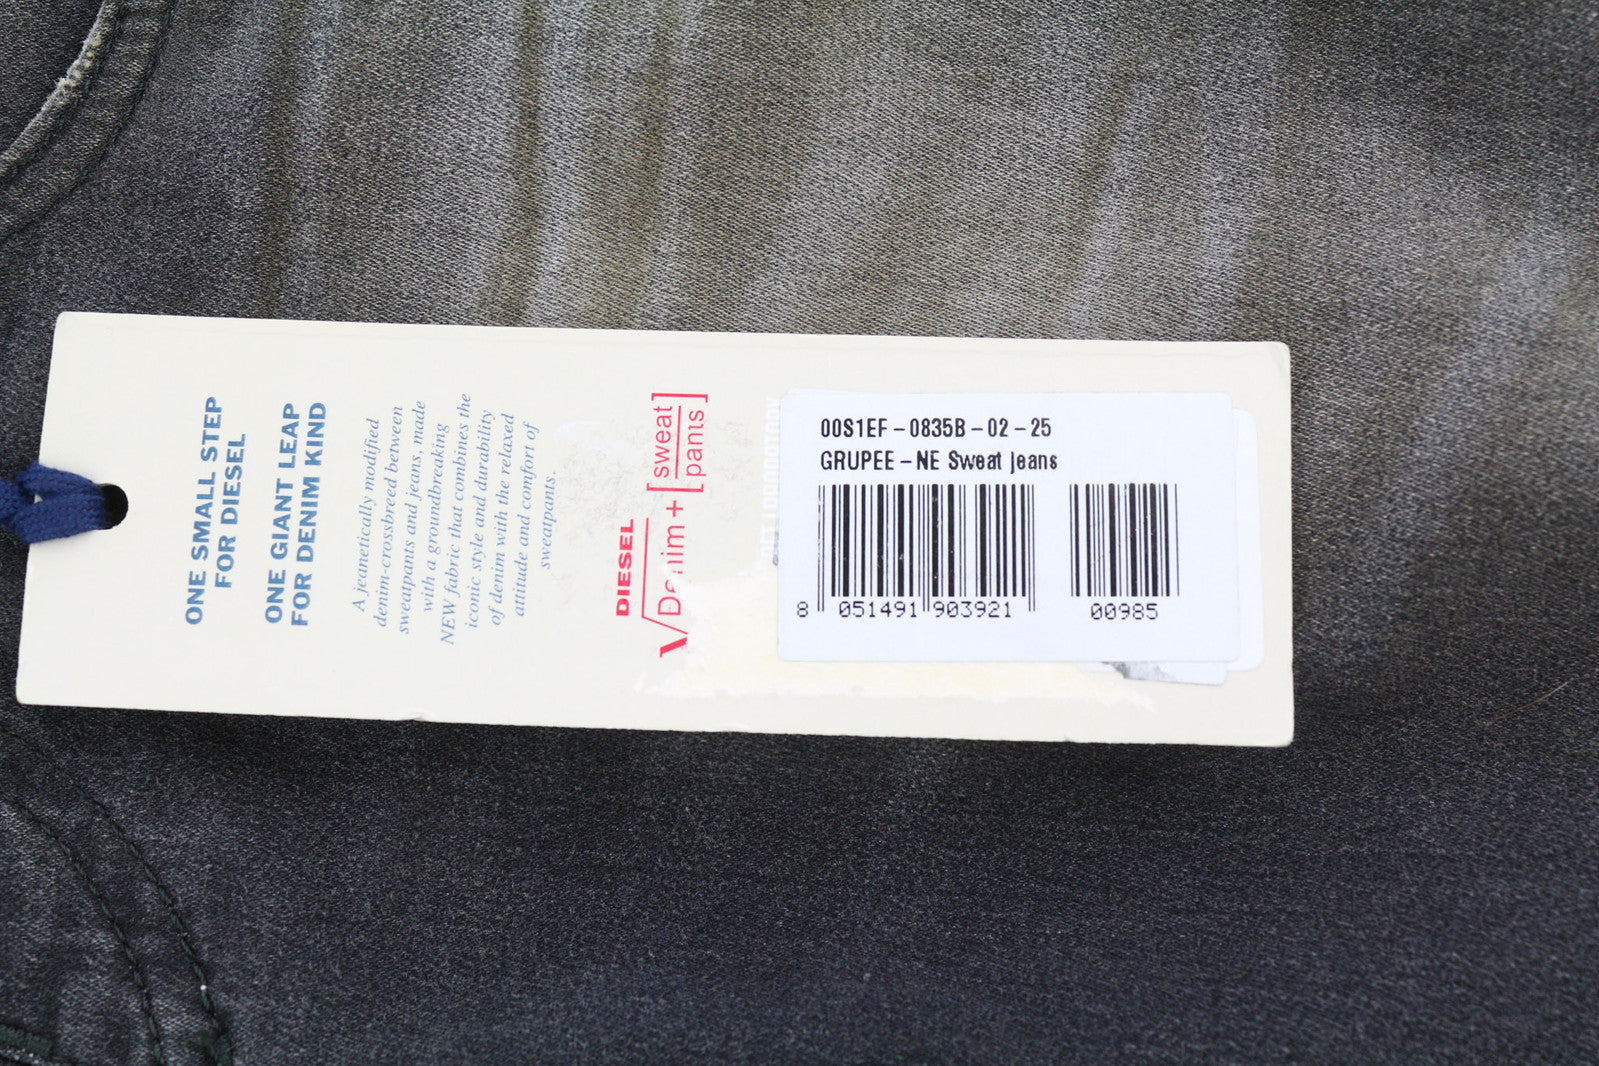 ONE SMALL STEP
FOR DIESEL
ONE GIANT LEAP
FOR DENIM KIND
A jeanetically modified
denim-crossbreed between
sweatpants and jeans, made
with a groundbreaking
NEW fabric that combines the
iconic style and durability
of denim with the relaxed
attitude and comfort of
sweatpants.
DIESEL
√Denim + [sweat
pants]
00S1EF-0835B-02-25
GRUPEE-NE Sweat jeans
8 051491 903921 00985